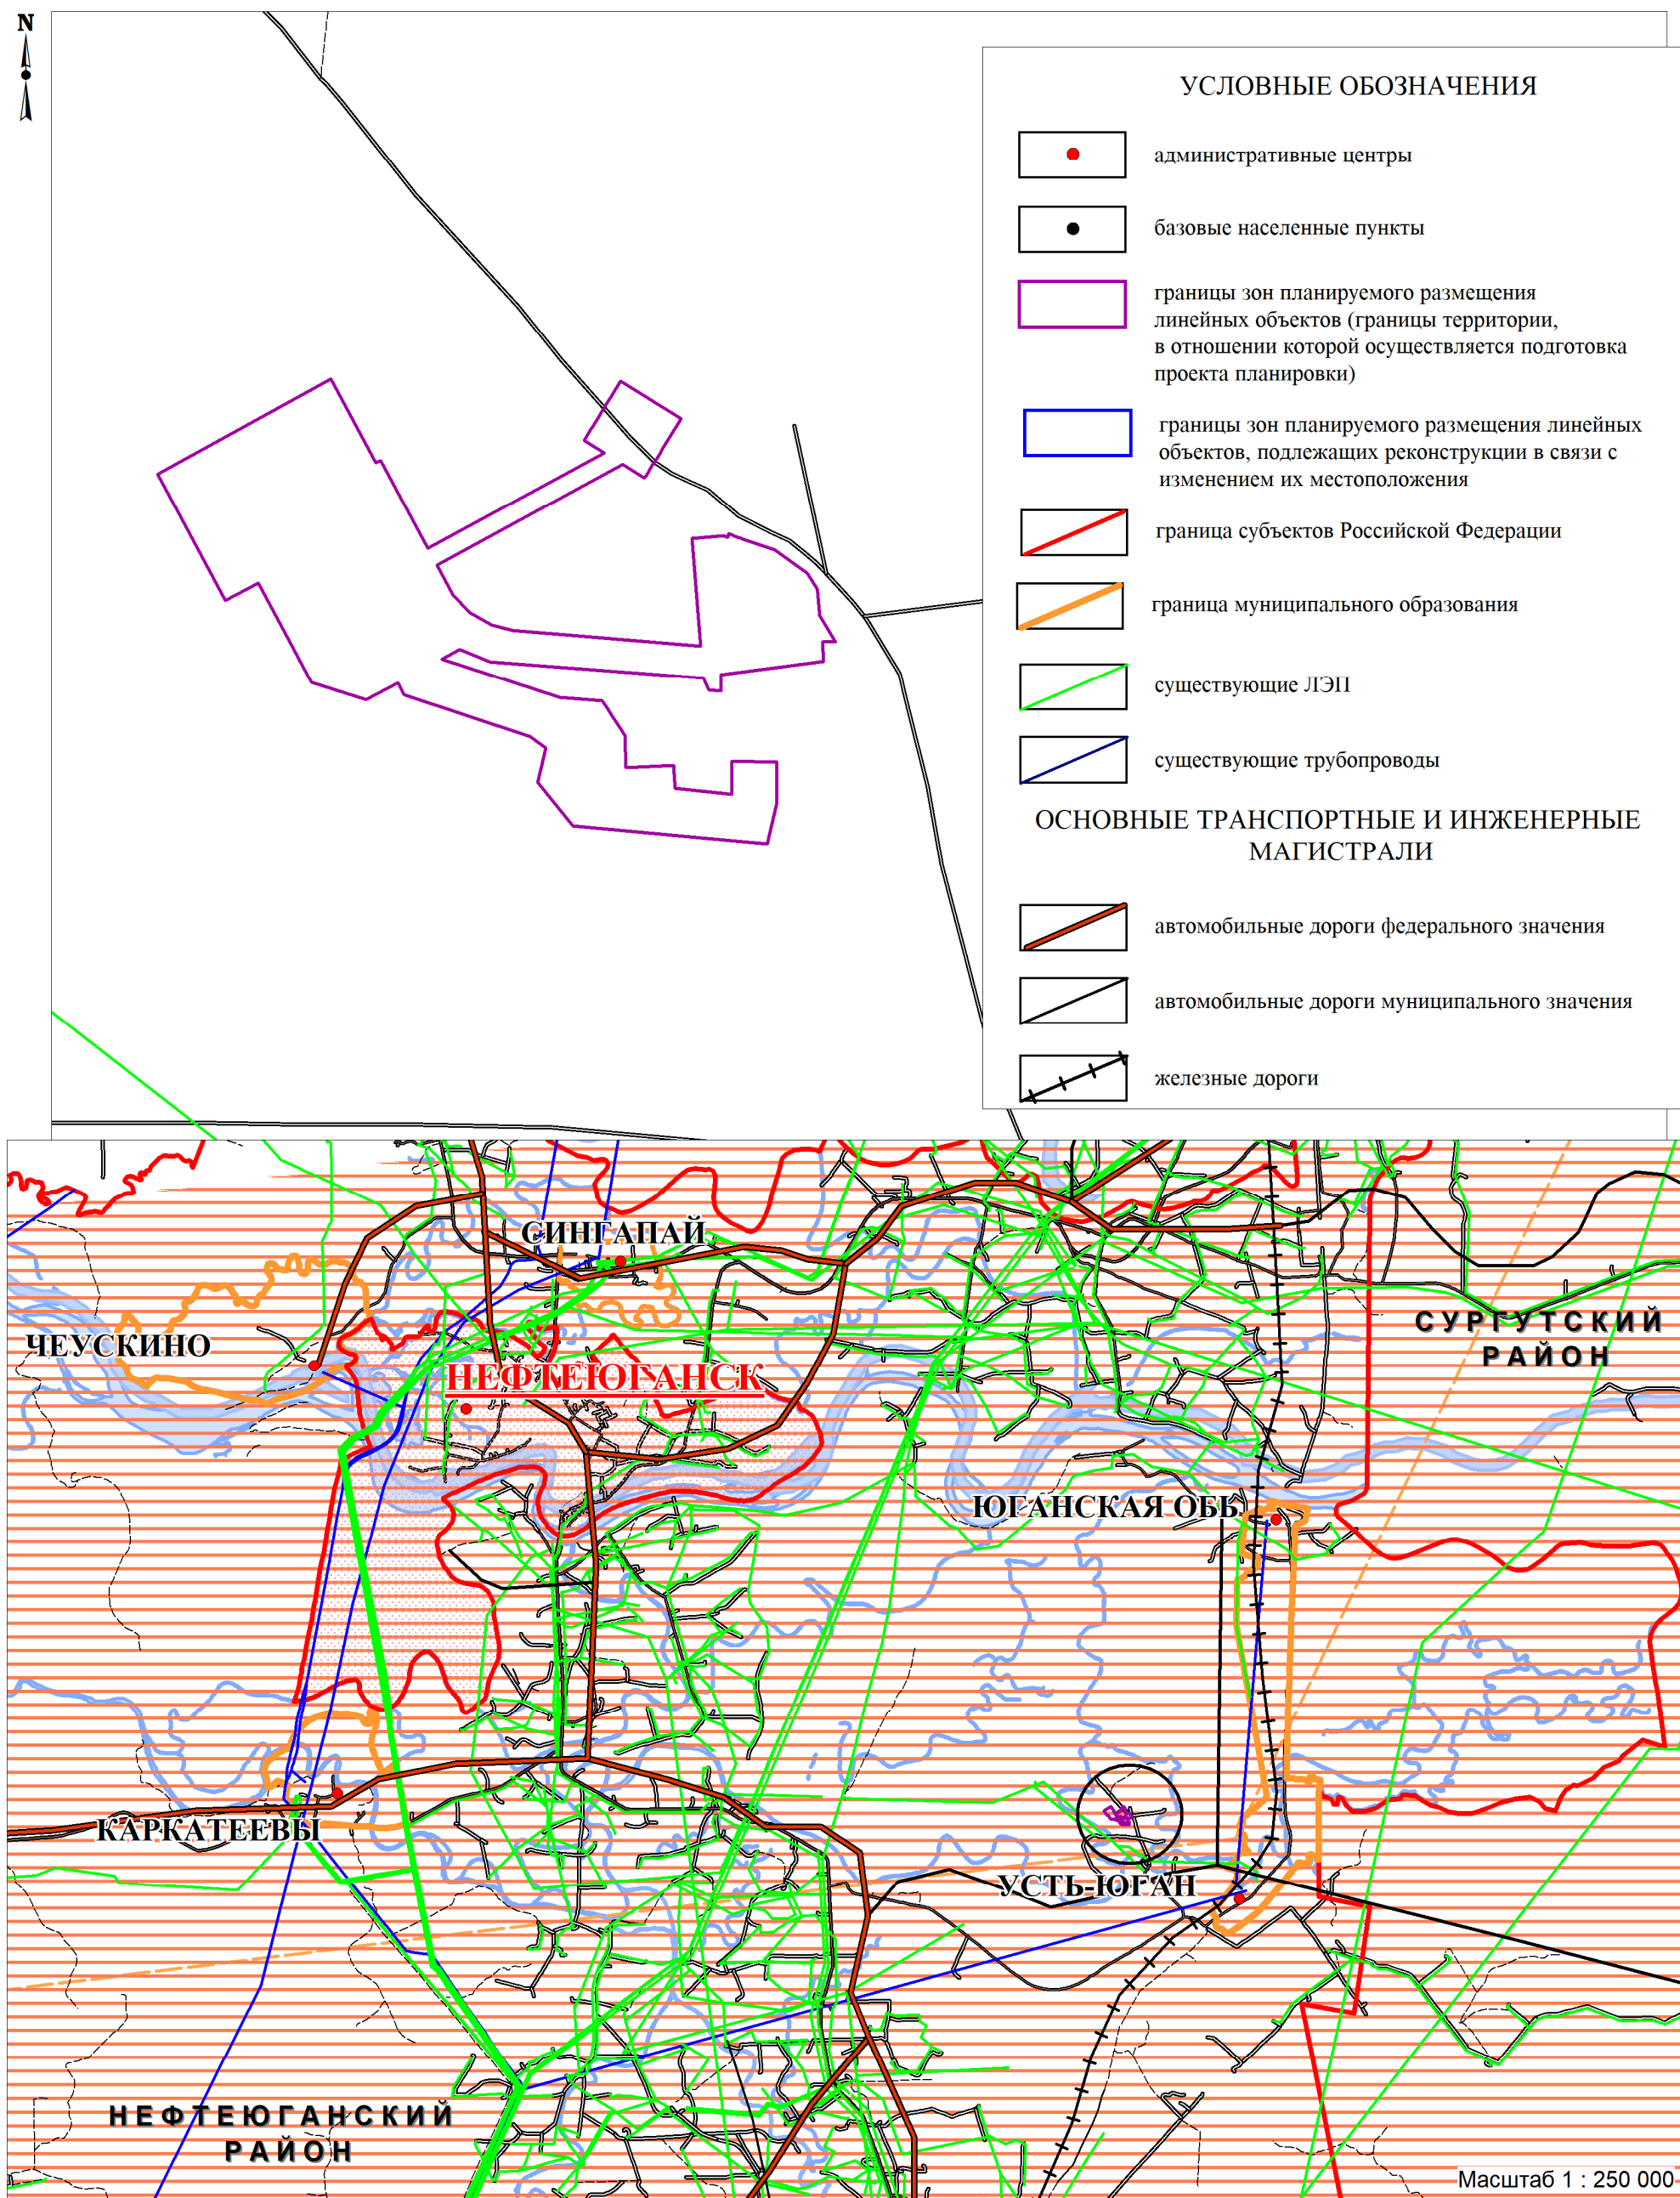 N
УСЛОВНЫЕ ОБОЗНАЧЕНИЯ
административные центры
базовые населенные пункты
границы зон планируемого размещения
линейных объектов (границы территории,
в отношении которой осуществляется подготовка
проекта планировки)
границы зон планируемого размещения линейных
объектов, подлежащих реконструкции в связи с
изменением их местоположения
граница субъектов Российской Федерации
граница муниципального образования
существующие ЛЭП
существующие трубопроводы
ОСНОВНЫЕ ТРАНСПОРТНЫЕ И ИНЖЕНЕРНЫЕ
МАГИСТРАЛИ
автомобильные дороги федерального значения
автомобильные дороги муниципального значения
железные дороги
СИНГАПАЙ
СУРГУТСКИЙ
РАЙОН
ЧЕУСКИНО
НЕФТЕЮГАНСК
ЮГАНСКАЯ ОБЬ
КАРКАТЕЕВЫ
УСТЬ-ЮГАН
НЕФТЕЮГАНСКИЙ
РАЙОН
Масштаб 1 : 250 000